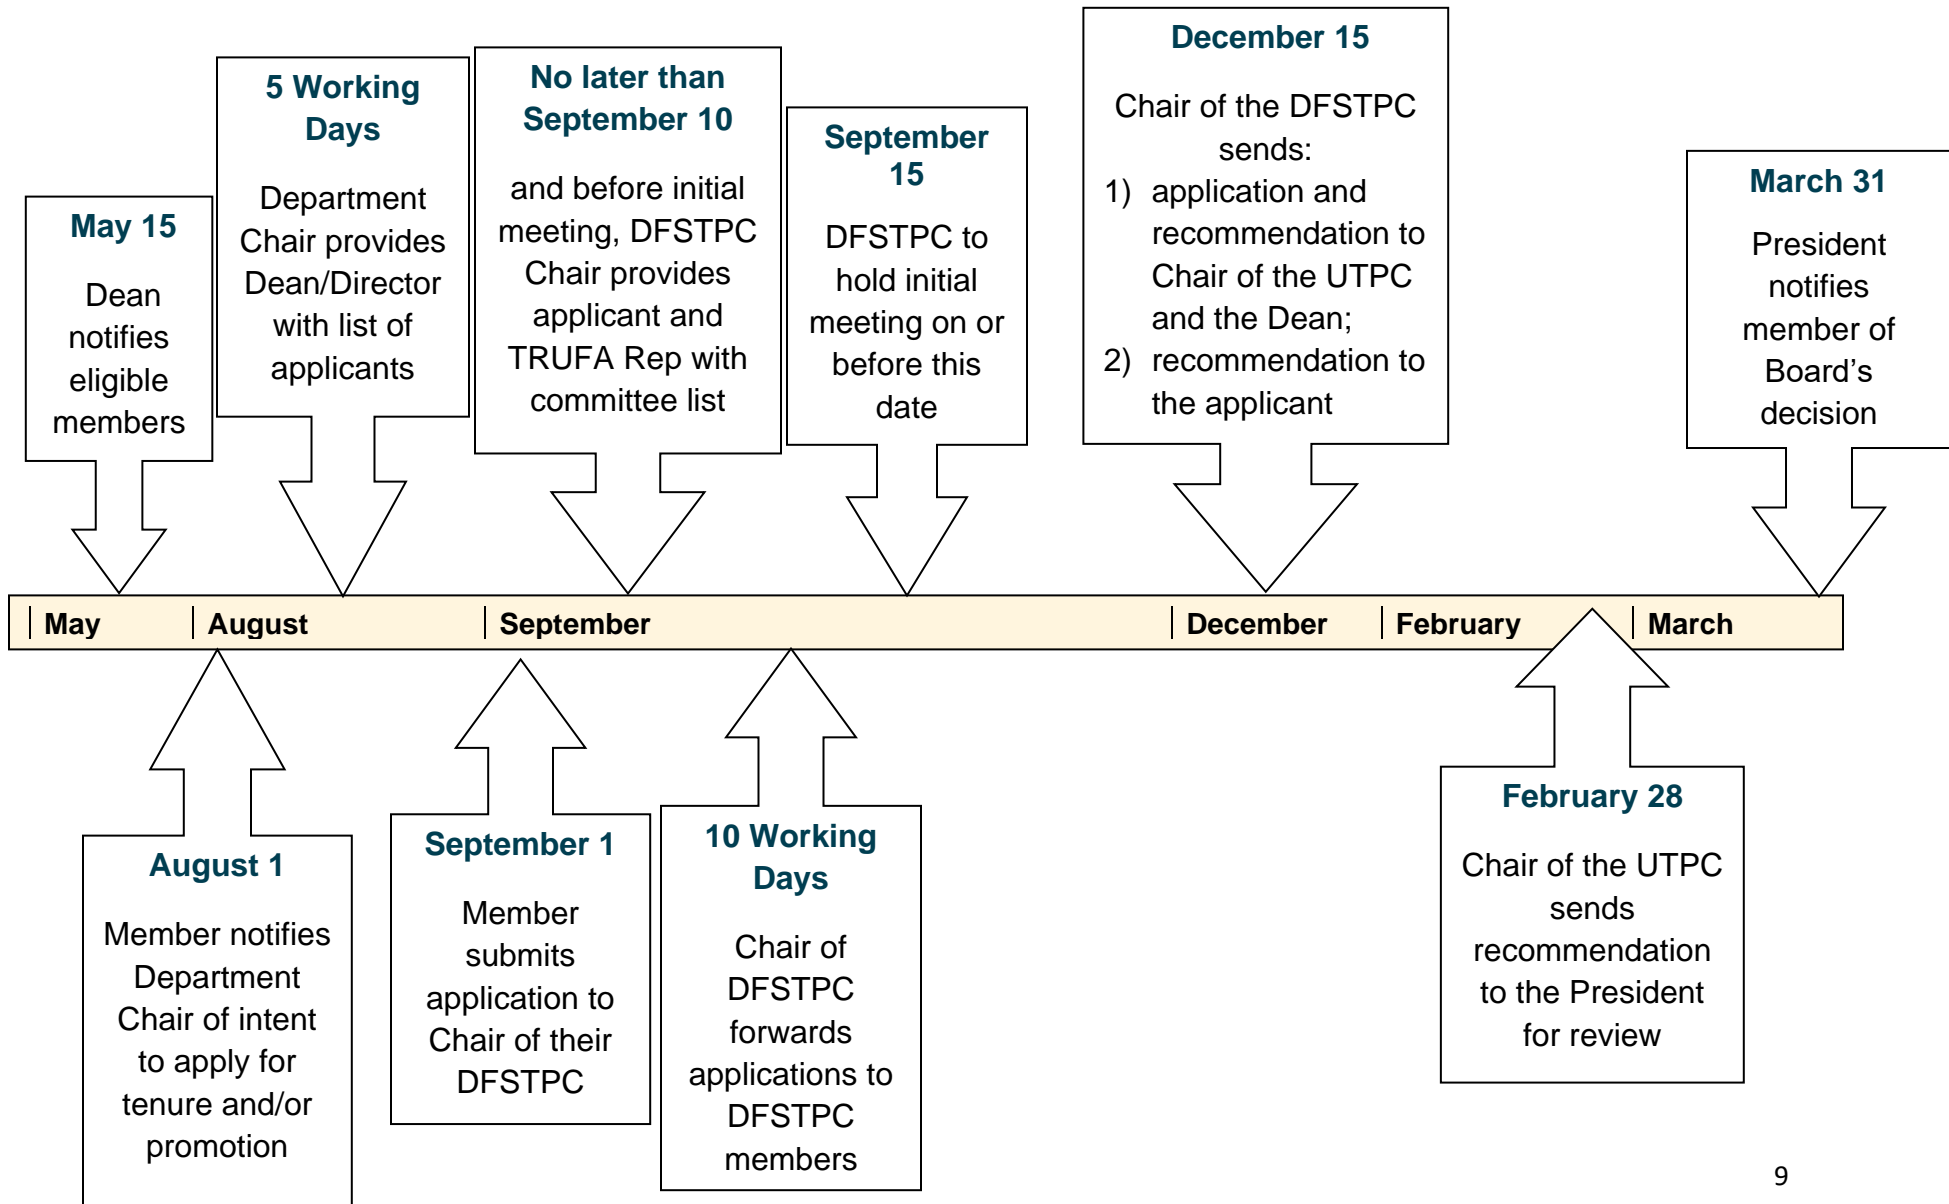 May 15
Dean
notifies
eligible
members
5 Working
Days
Department
Chair provides
Dean/Director
with list of
applicants
No later than
September 10
and before initial
meeting, DFSTPC
Chair provides
applicant and
TRUFA Rep with
committee list
September
15
DFSTPC to
hold initial
meeting on or
before this
date
December 15
Chair of the DFSTPC
sends:
1) application and
recommendation to
Chair of the UTPC
and the Dean;
2) recommendation to
the applicant
March 31
President
notifies
member of
Board’s
decision
May
August
September
December
February
March
August 1
Member notifies
Department
Chair of intent
to apply for
tenure and/or
promotion
September 1
Member
submits
application to
Chair of their
DFSTPC
10 Working
Days
Chair of
DFSTPC
forwards
applications to
DFSTPC
members
February 28
Chair of the UTPC
sends
recommendation
to the President
for review
9